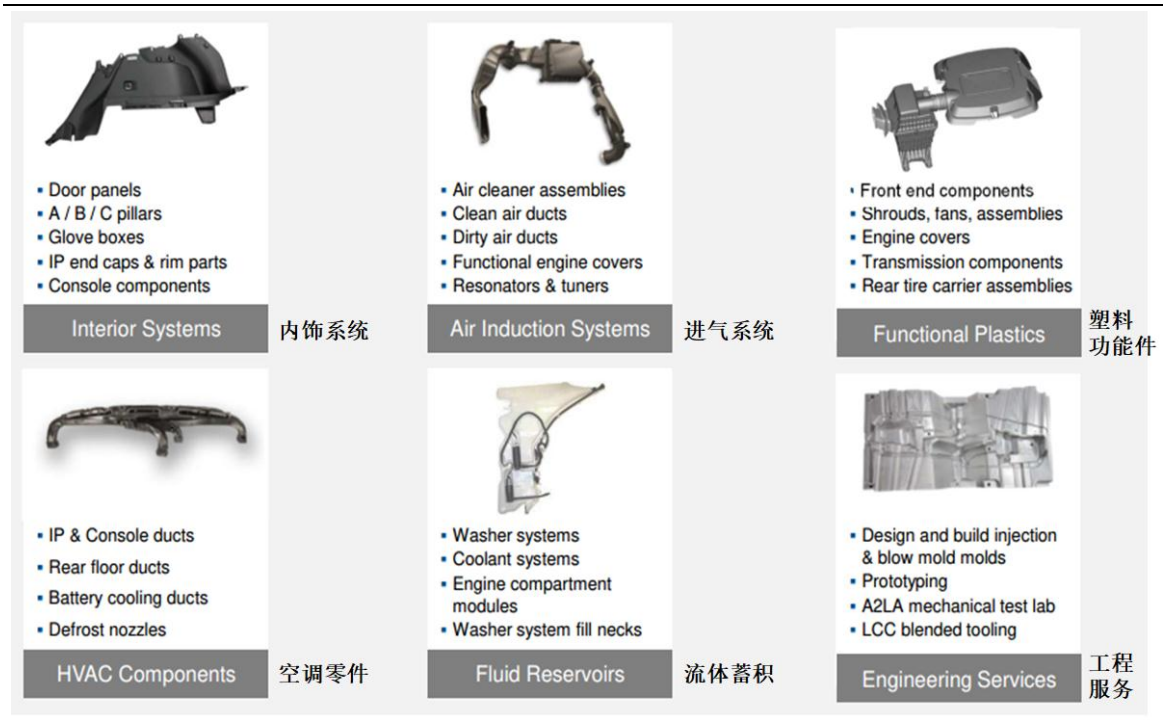 ▪ Door panels
▪ A / B / C pillars
▪ Glove boxes
▪ IP end caps & rim parts
▪ Console components
Interior Systems
内饰系统
▪ Air cleaner assemblies
▪ Clean air ducts
▪ Dirty air ducts
▪ Functional engine covers
▪ Resonators & tuners
Air Induction Systems
进气系统
▪ Front end components
▪ Shrouds, fans, assemblies
▪ Engine covers
▪ Transmission components
▪ Rear tire carrier assemblies
Functional Plastics
塑料
功能件
▪ IP & Console ducts
▪ Rear floor ducts
▪ Battery cooling ducts
▪ Defrost nozzles
HVAC Components
空调零件
▪ Washer systems
▪ Coolant systems
▪ Engine compartment
modules
▪ Washer system fill necks
Fluid Reservoirs
流体蓄积
▪ Design and build injection
& blow mold molds
▪ Prototyping
▪ A2LA mechanical test lab
▪ LCC blended tooling
Engineering Services
工程
服务